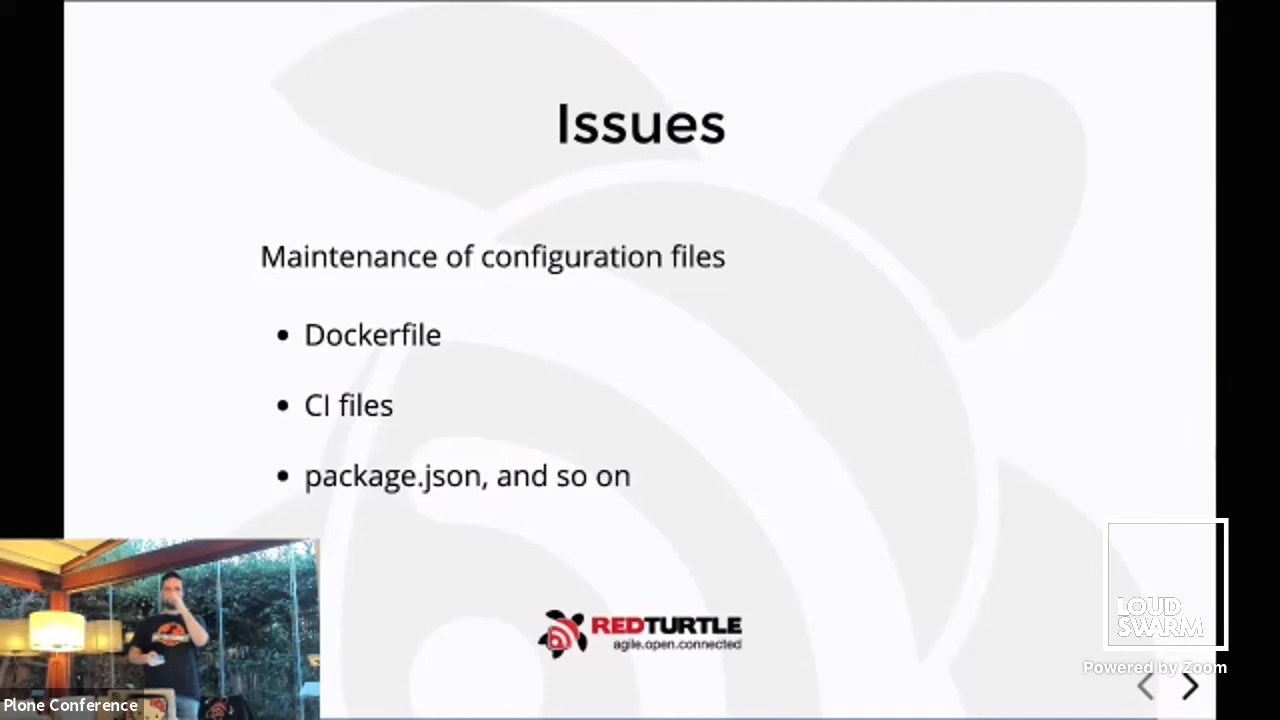 Issues
Maintenance of configuration files
• Dockerfile
• CI files
• package.json, and so on
REDTURTLE
agile.open.connected
LOUD
SWARM
Powered by Zoom
Plone Conference